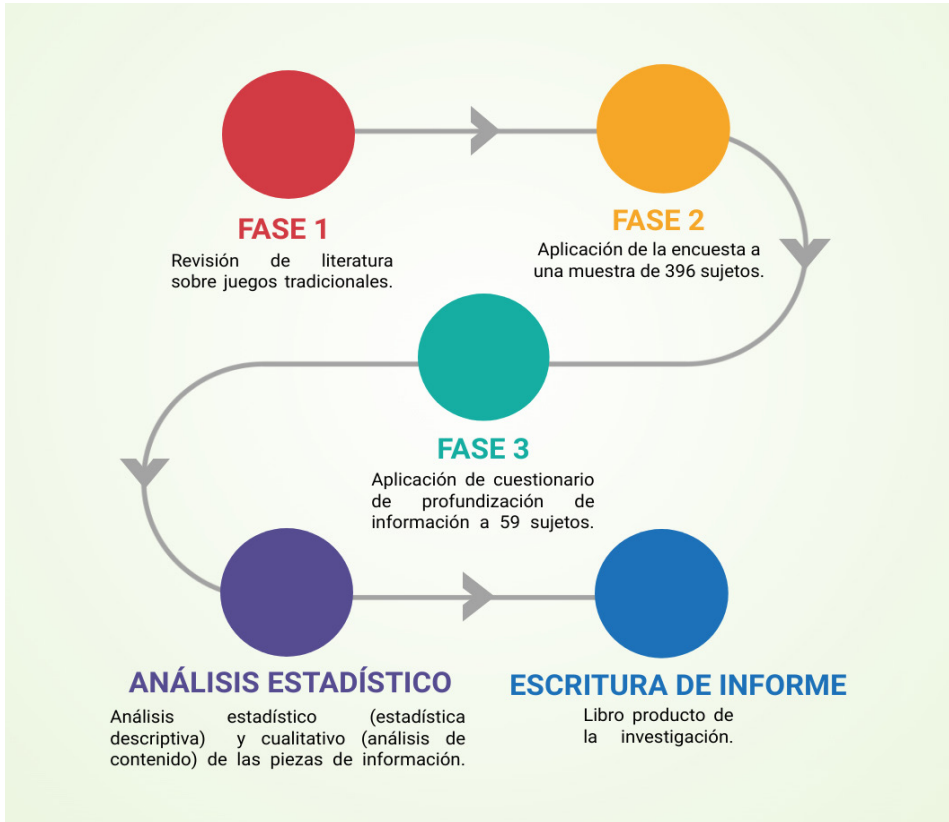 FASE 1
Revisión de literatura
sobre juegos tradicionales.
FASE 2
Aplicación de la encuesta a
una muestra de 396 sujetos.
FASE 3
Aplicación de cuestionario
de profundización de
información a 59 sujetos.
ANÁLISIS ESTADÍSTICO
Análisis estadístico (estadística
descriptiva) y cualitativo (análisis de
contenido) de las piezas de información.
ESCRITURA DE INFORME
Libro producto de
la investigación.